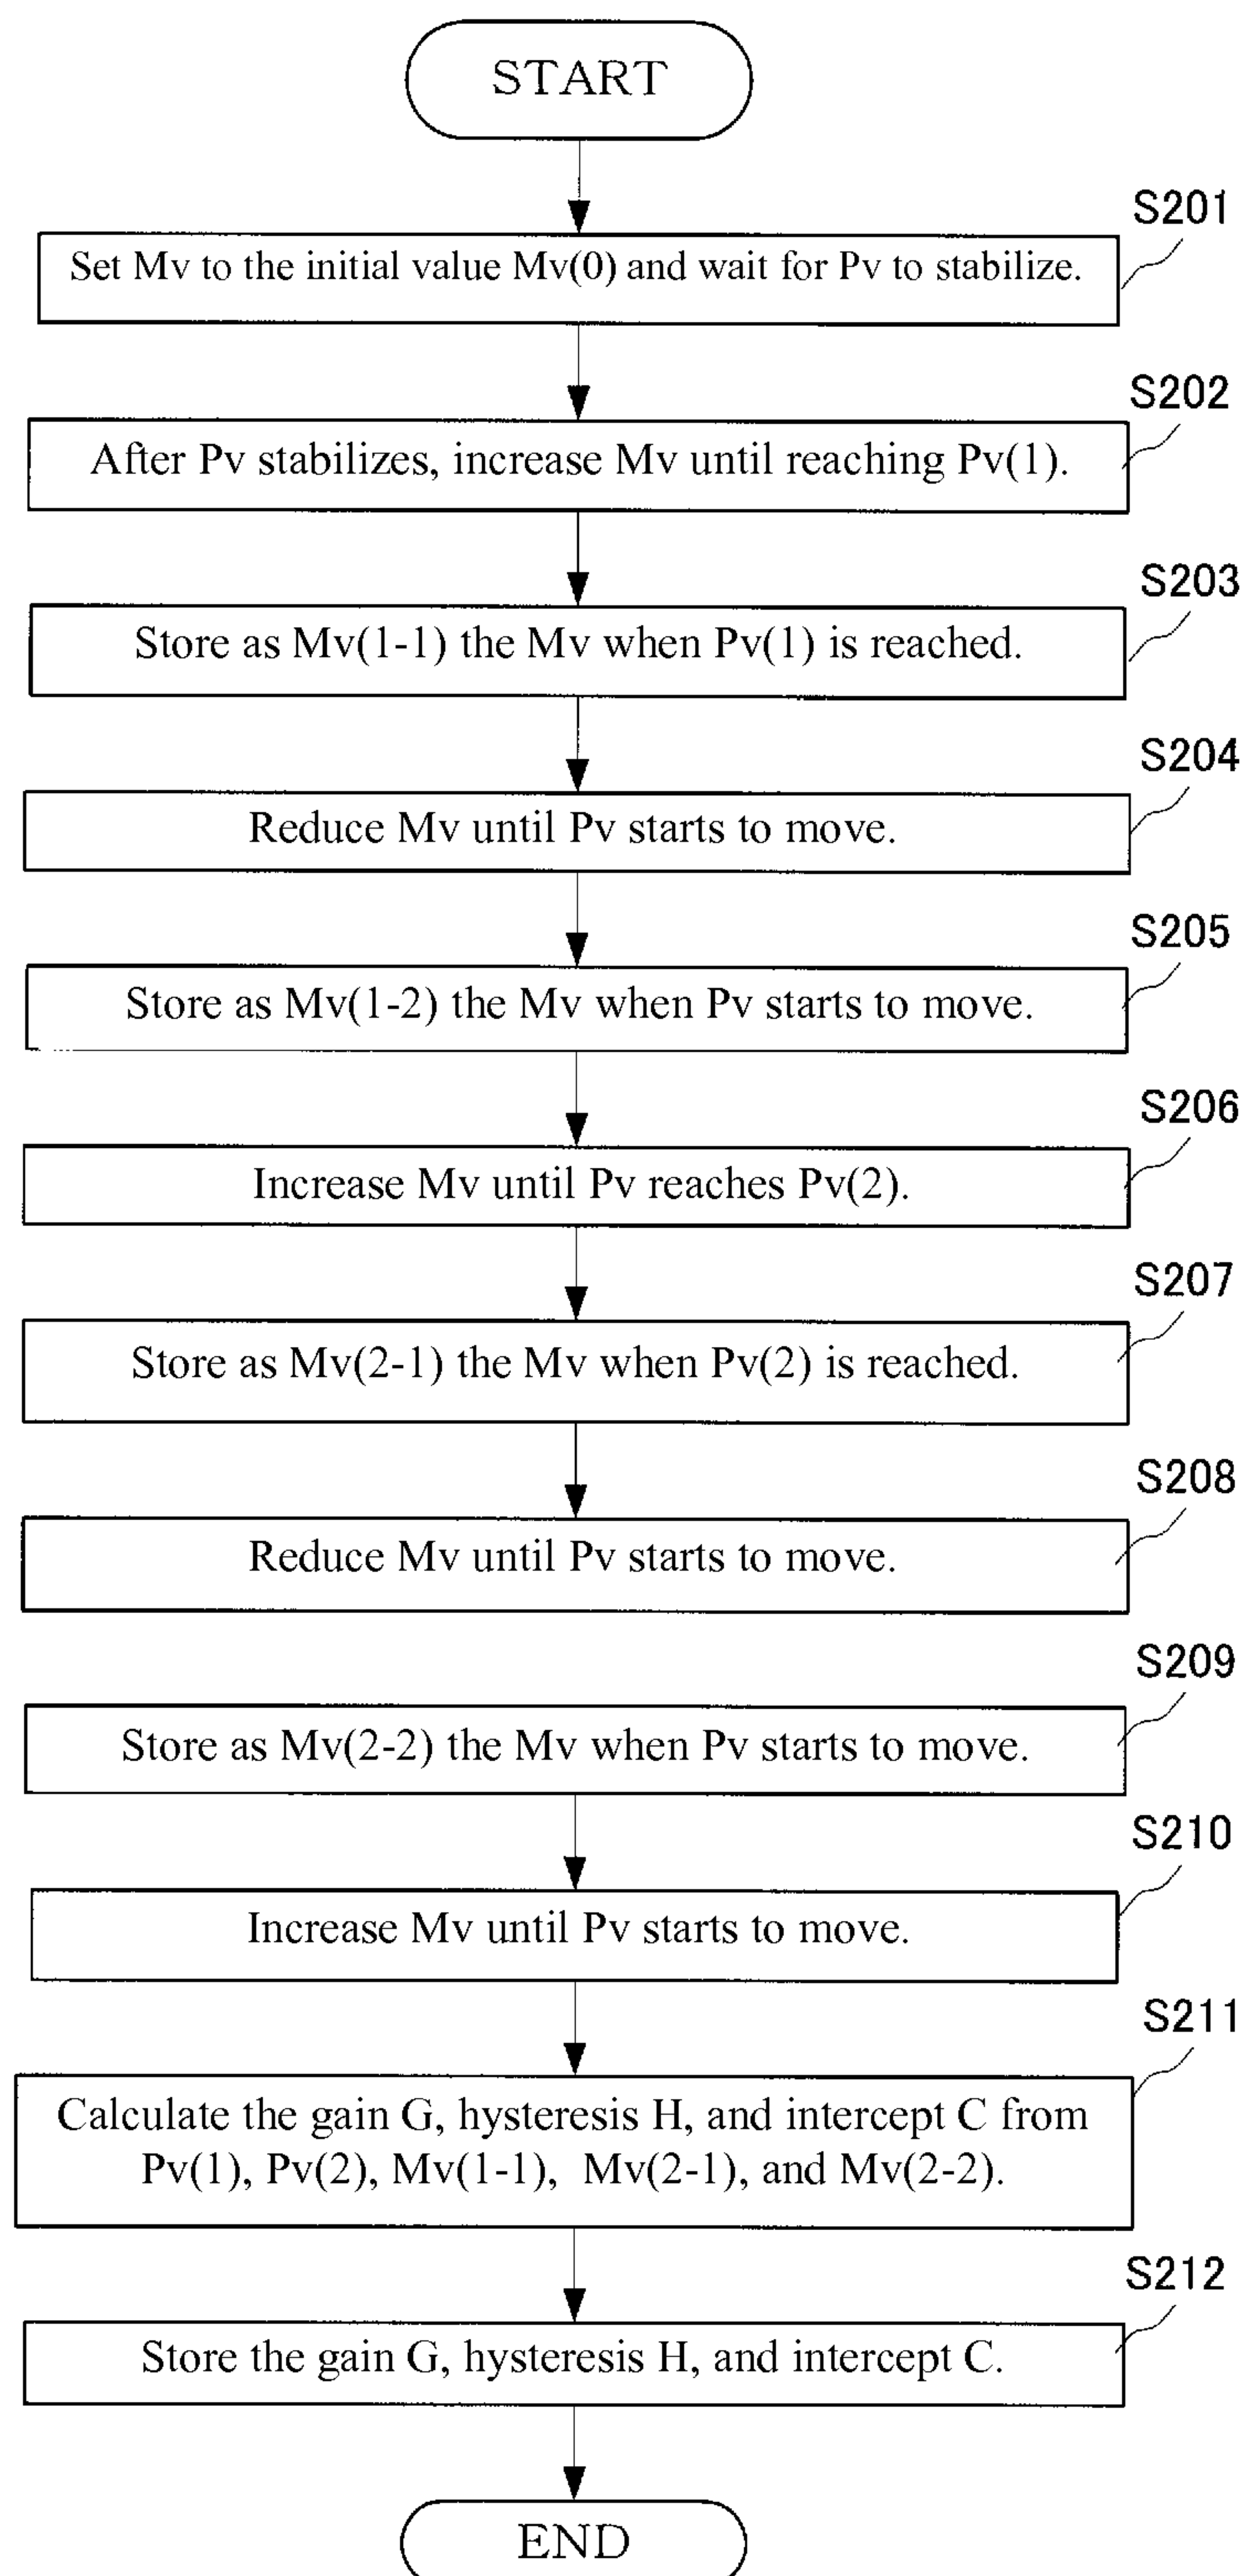 START
S201
Set Mv to the initial value Mv(0) and wait for Pv to stabilize.
S202
After Pv stabilizes, increase Mv until reaching Pv(1).
S203
Store as Mv(1-1) the Mv when Pv(1) is reached.
S204
Reduce Mv until Pv starts to move.
S205
Store as Mv(1-2) the Mv when Pv starts to move.
S206
Increase Mv until Pv reaches Pv(2).
S207
Store as Mv(2-1) the Mv when Pv(2) is reached.
S208
Reduce Mv until Pv starts to move.
S209
Store as Mv(2-2) the Mv when Pv starts to move.
S210
Increase Mv until Pv starts to move.
S211
Calculate the gain G, hysteresis H, and intercept C from
Pv(1), Pv(2), Mv(1-1), Mv(2-1), and Mv(2-2).
S212
Store the gain G, hysteresis H, and intercept C.
END